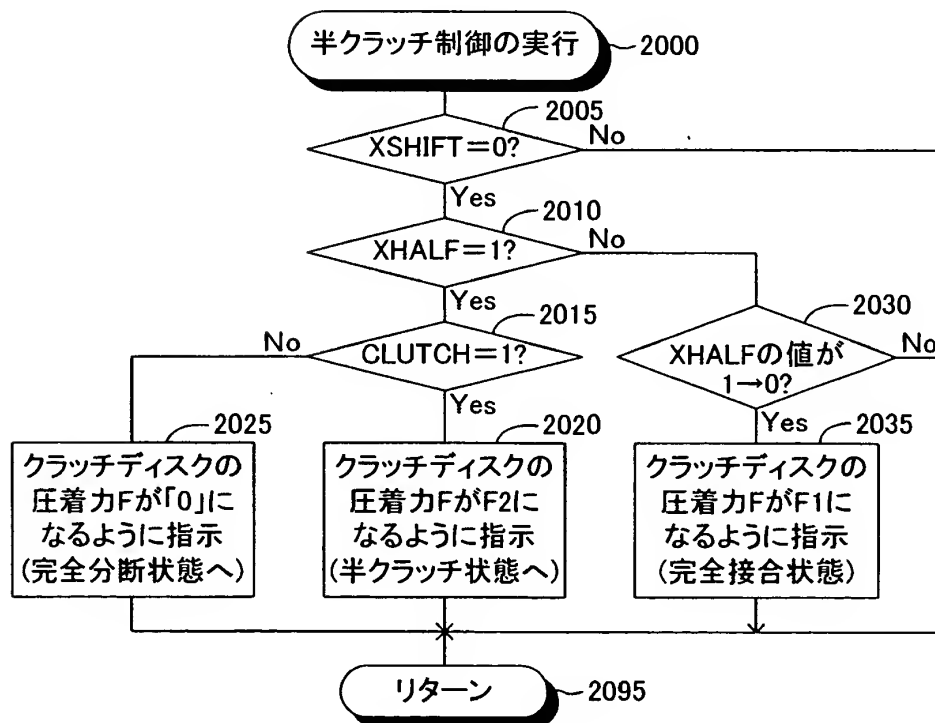 半クラッチ制御の実行
2000
2005
XSHIFT＝0?
No
Yes
2010
XHALF＝1?
No
Yes
2015
No
CLUTCH＝1?
2030
XHALFの値が
1→0?
No
Yes
Yes
2025
クラッチディスクの
圧着力Fが「0」に
なるように指示
(完全分断状態へ)
2020
クラッチディスクの
圧着力FがF2に
なるように指示
(半クラッチ状態へ)
2035
クラッチディスクの
圧着力FがF1に
なるように指示
(完全接合状態)
リターン
2095